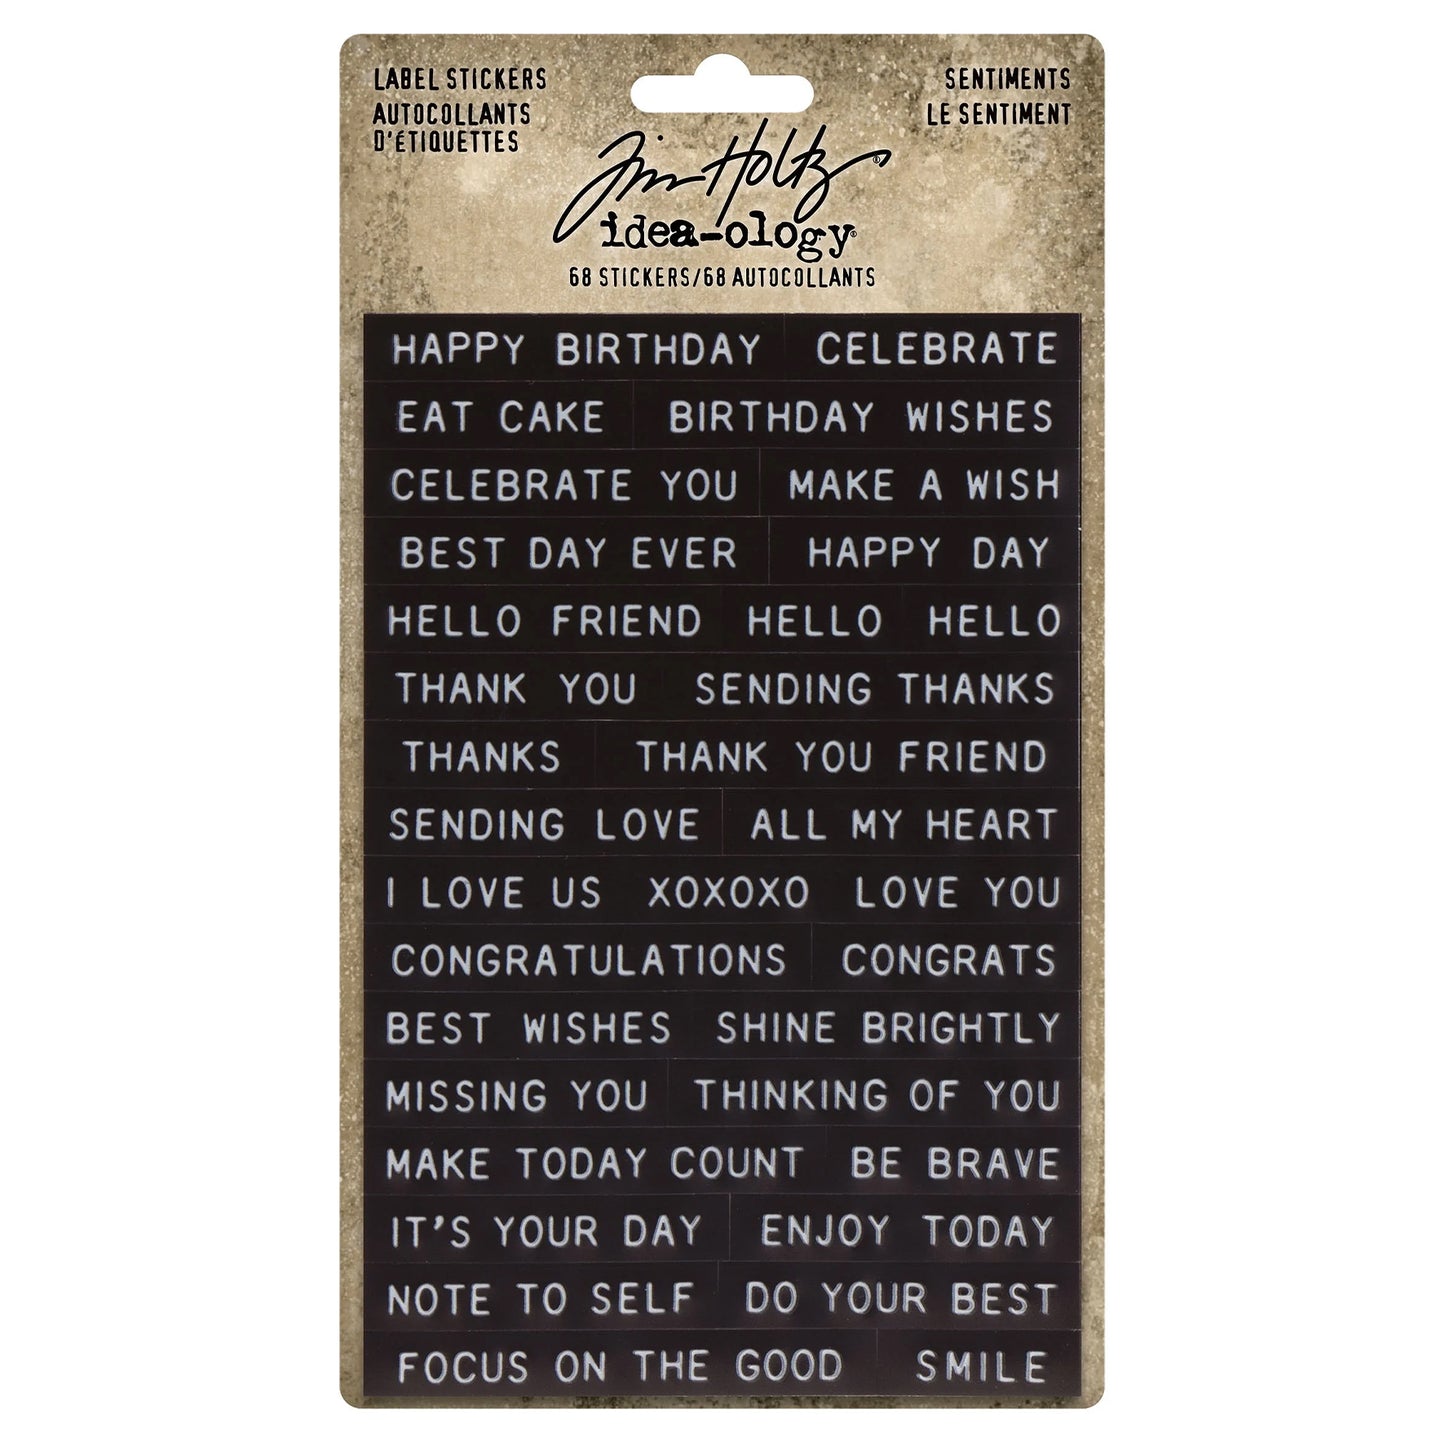 LABEL STICKERS
AUTOCOLLANTS
D'ÉTIQUETTES
SENTIMENTS
LE SENTIMENT
Tim Holtz®
idea-ology®
68 STICKERS/68 AUTOCOLLANTS
HAPPY BIRTHDAY CELEBRATE
EAT CAKE BIRTHDAY WISHES
CELEBRATE YOU MAKE A WISH
BEST DAY EVER HAPPY DAY
HELLO FRIEND HELLO HELLO
THANK YOU SENDING THANKS
THANKS THANK YOU FRIEND
SENDING LOVE ALL MY HEART
I LOVE US XOXOXO LOVE YOU
CONGRATULATIONS CONGRATS
BEST WISHES SHINE BRIGHTLY
MISSING YOU THINKING OF YOU
MAKE TODAY COUNT BE BRAVE
IT'S YOUR DAY ENJOY TODAY
NOTE TO SELF DO YOUR BEST
FOCUS ON THE GOOD SMILE